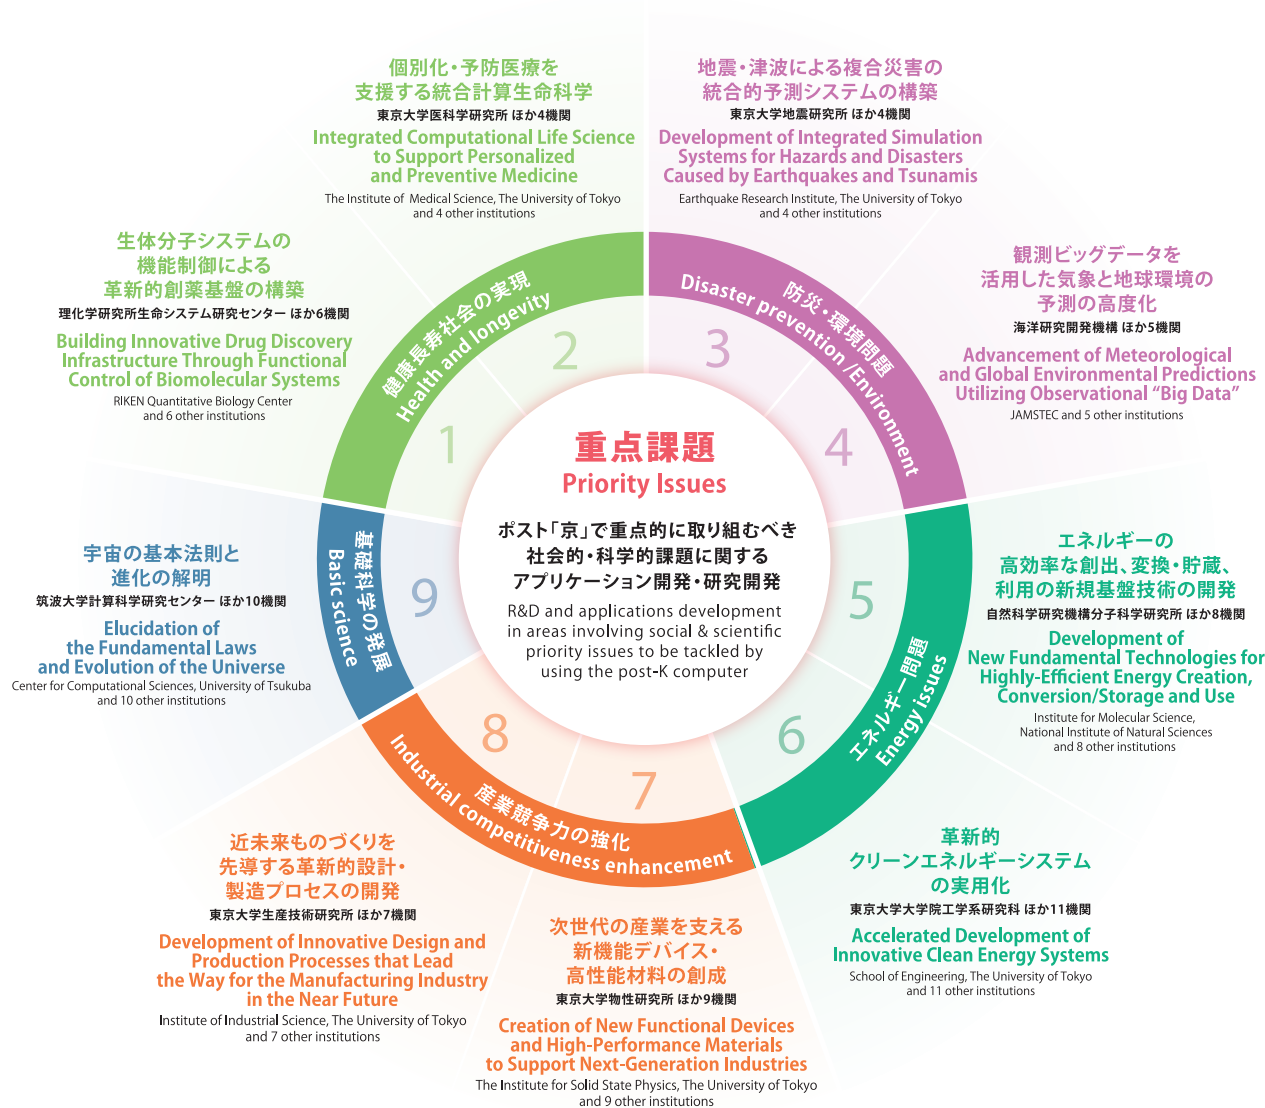 個別化・予防医療を
支援する統合計算生命科学
東京大学医科学研究所 ほか4機関
Integrated Computational Life Science
to Support Personalized
and Preventive Medicine
The Institute of Medical Science, The University of Tokyo
and 4 other institutions
地震・津波による複合災害の
統合的予測システムの構築
東京大学地震研究所 ほか4機関
Development of Integrated Simulation
Systems for Hazards and Disasters
Caused by Earthquakes and Tsunamis
Earthquake Research Institute, The University of Tokyo
and 4 other institutions
生体分子システムの
機能制御による
革新的創薬基盤の構築
理化学研究所生命システム研究センター ほか6機関
Building Innovative Drug Discovery
Infrastructure Through Functional
Control of Biomolecular Systems
RIKEN Quantitative Biology Center
and 6 other institutions
観測ビッグデータを
活用した気象と地球環境の
予測の高度化
海洋研究開発機構 ほか5機関
Advancement of Meteorological
and Global Environmental Predictions
Utilizing Observational “Big Data”
JAMSTEC and 5 other institutions
健康長寿社会の実現
Health and longevity
防災・環境問題
Disaster prevention /Environment
1
2
3
4
重点課題
Priority Issues
ポスト「京」で重点的に取り組むべき
社会的・科学的課題に関する
アプリケーション開発・研究開発
R&D and applications development
in areas involving social & scientific
priority issues to be tackled by
using the post-K computer
宇宙の基本法則と
進化の解明
筑波大学計算科学研究センター ほか10機関
Elucidation of
the Fundamental Laws
and Evolution of the Universe
Center for Computational Sciences, University of Tsukuba
and 10 other institutions
基礎科学の発展
Basic science
9
5
エネルギー問題
Energy issues
エネルギーの
高効率な創出、変換・貯蔵、
利用の新規基盤技術の開発
自然科学研究機構分子科学研究所 ほか8機関
Development of
New Fundamental Technologies for
Highly-Efficient Energy Creation,
Conversion/Storage and Use
Institute for Molecular Science,
National Institute of Natural Sciences
and 8 other institutions
8
7
6
産業競争力の強化
Industrial competitiveness enhancement
近未来ものづくりを
先導する革新的設計・
製造プロセスの開発
東京大学生産技術研究所 ほか7機関
Development of Innovative Design and
Production Processes that Lead
the Way for the Manufacturing Industry
in the Near Future
Institute of Industrial Science, The University of Tokyo
and 7 other institutions
次世代の産業を支える
新機能デバイス・
高性能材料の創成
東京大学物性研究所 ほか9機関
Creation of New Functional Devices
and High-Performance Materials
to Support Next-Generation Industries
The Institute for Solid State Physics, The University of Tokyo
and 9 other institutions
革新的
クリーンエネルギーシステム
の実用化
東京大学大学院工学系研究科 ほか11機関
Accelerated Development of
Innovative Clean Energy Systems
School of Engineering, The University of Tokyo
and 11 other institutions